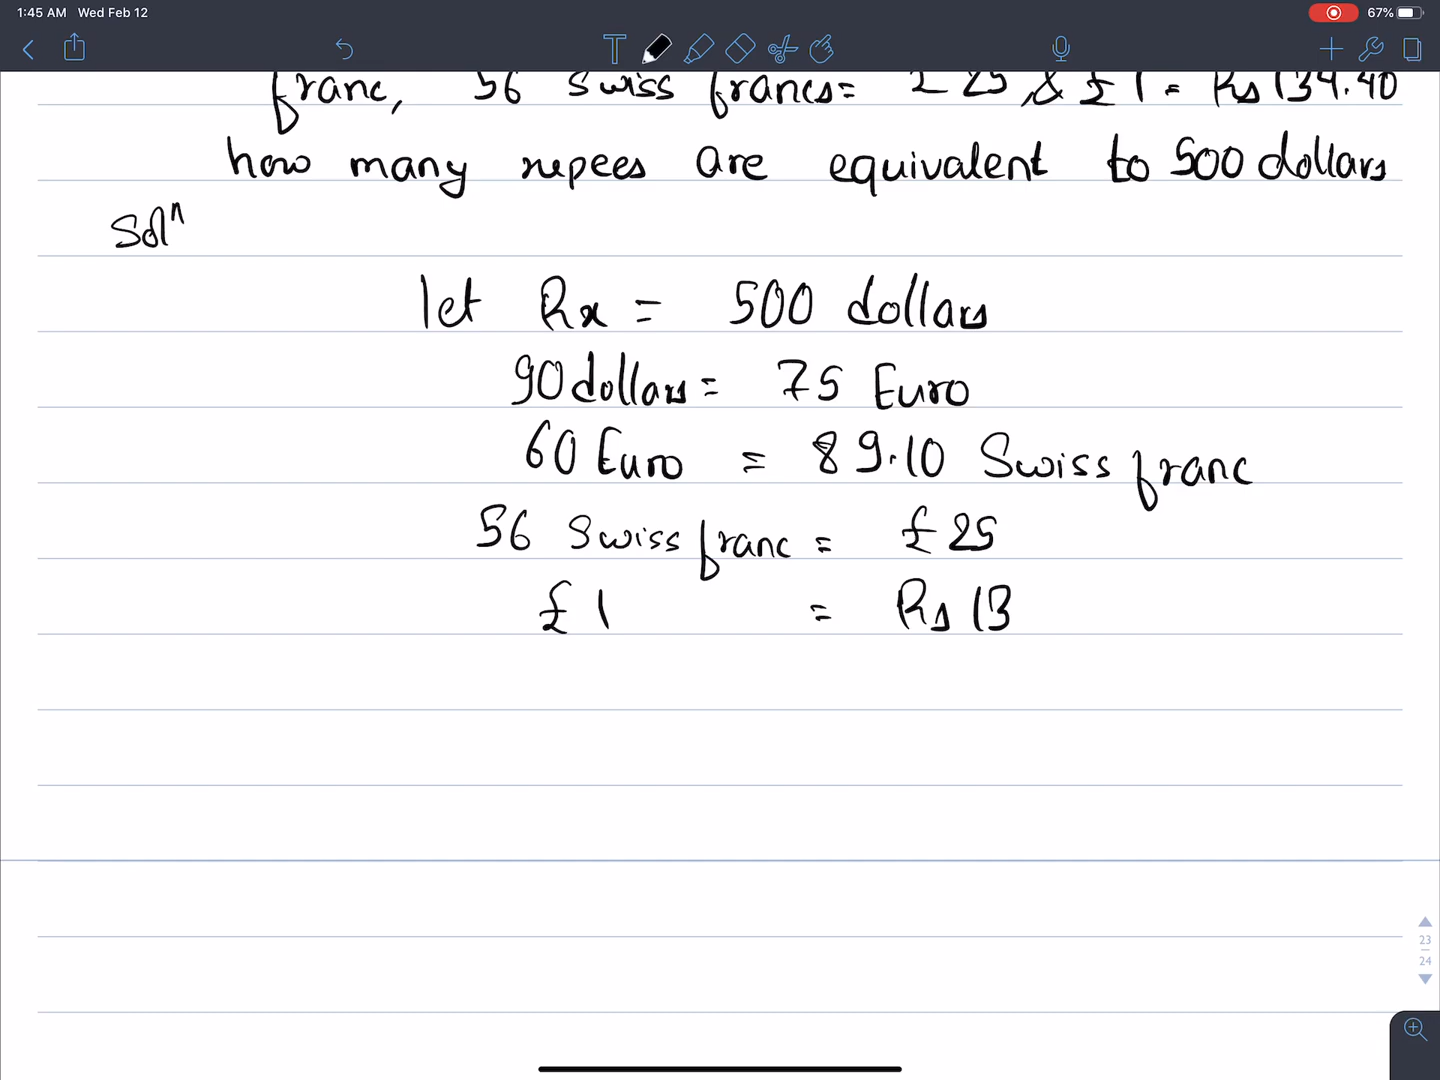 1:45 AM Wed Feb 12
67%
T
franc, 56 Swiss francs= £ 25 ,& £ 1 = Rs 134.40
how many rupees are equivalent to 500 dollars
Solⁿ
let Rx = 500 dollars
90 dollars = 75 Euro
60 Euro = 89.10 Swiss franc
56 Swiss franc = £ 25
£ 1 = Rs 13
23
24